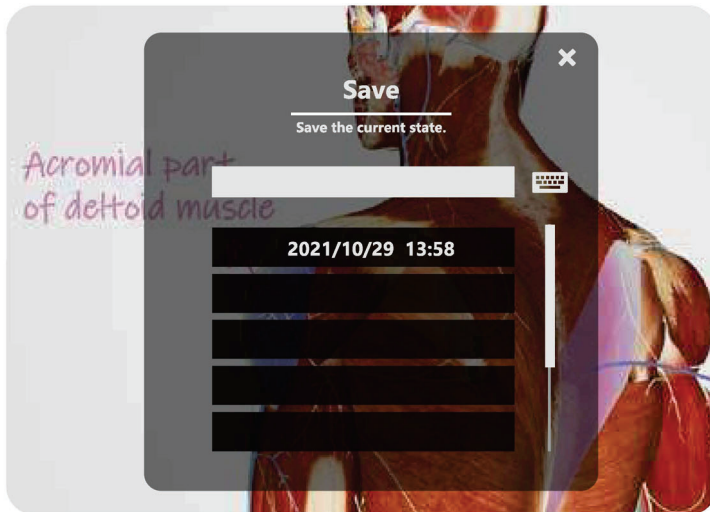 Save
Save the current state.
Acromial part
of deltoid muscle
2021/10/29 13:58